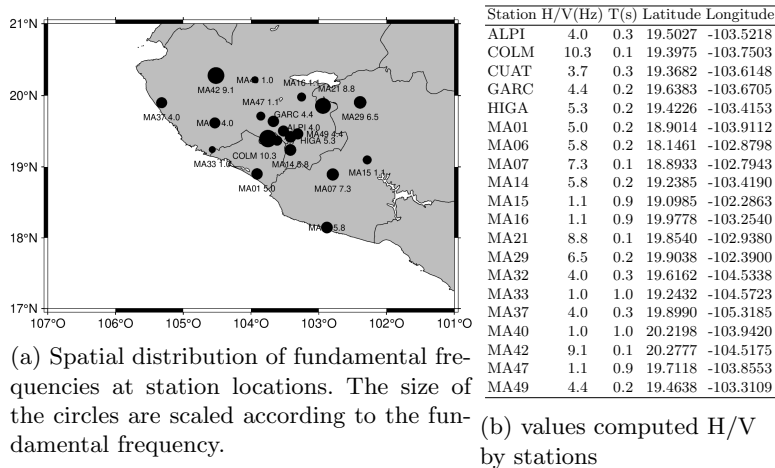 21°N
20°N
19°N
18°N
17°N
107°O 106°O 105°O 104°O 103°O 102°O 101°O
MA42 9.1
1.0
MA16 1.1
MA21 8.8
MA37 4.0
4.0
MA47 1.1
GARC 4.4
ALPI 4.0
MA49 4.4
HIGA 5.3
MA29 6.5
MA33 1.0
COLM 10.3
MA14 5.8
MA15 1.1
MA01 5.0
MA07 7.3
5.8
(a) Spatial distribution of fundamental fre-
quencies at station locations. The size of
the circles are scaled according to the fun-
damental frequency.
Station H/V(Hz) T(s) Latitude Longitude
ALPI 4.0 0.3 19.5027 -103.5218
COLM 10.3 0.1 19.3975 -103.7503
CUAT 3.7 0.3 19.3682 -103.6148
GARC 4.4 0.2 19.6383 -103.6705
HIGA 5.3 0.2 19.4226 -103.4153
MA01 5.0 0.2 18.9014 -103.9112
MA06 5.8 0.2 18.1461 -102.8798
MA07 7.3 0.1 18.8933 -102.7943
MA14 5.8 0.2 19.2385 -103.4190
MA15 1.1 0.9 19.0985 -102.2863
MA16 1.1 0.9 19.9778 -103.2540
MA21 8.8 0.1 19.8540 -102.9380
MA29 6.5 0.2 19.9038 -102.3900
MA32 4.0 0.3 19.6162 -104.5338
MA33 1.0 1.0 19.2432 -104.5723
MA37 4.0 0.3 19.8990 -105.3185
MA40 1.0 1.0 20.2198 -103.9420
MA42 9.1 0.1 20.2777 -104.5175
MA47 1.1 0.9 19.7118 -103.8553
MA49 4.4 0.2 19.4638 -103.3109
(b) values computed H/V
by stations